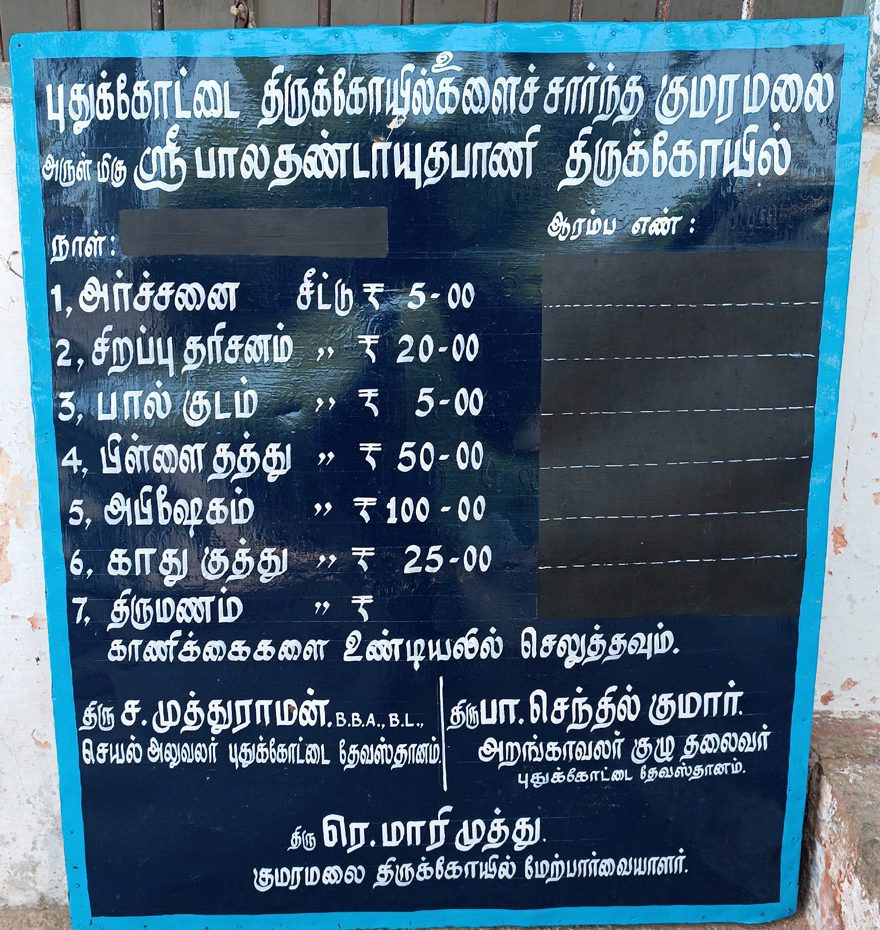 உ
புதுக்கோட்டை திருக்கோயில்களைச் சார்ந்த குமரமலை
அருள் மிகு ஸ்ரீ பாலதண்டாயுதபாணி திருக்கோயில்
நாள் :
ஆரம்ப எண் :
1, அர்ச்சனை சீட்டு ₹ 5-00
2, சிறப்பு தரிசனம் ,, ₹ 20-00
3, பால் குடம் ,, ₹ 5-00
4, பிள்ளை தத்து ,, ₹ 50-00
5, அபிஷேகம் ,, ₹ 100-00
6, காது குத்து ,, ₹ 25-00
7, திருமணம் ,, ₹
காணிக்கைகளை உண்டியலில் செலுத்தவும்.
திரு ச. முத்துராமன், B.B.A., B.L.,
செயல் அலுவலர் புதுக்கோட்டை தேவஸ்தானம்
திரு பா. செந்தில் குமார்.
அறங்காவலர் குழு தலைவர்
புதுக்கோட்டை தேவஸ்தானம்.
திரு ரெ. மாரி முத்து.
குமரமலை திருக்கோயில் மேற்பார்வையாளர்.